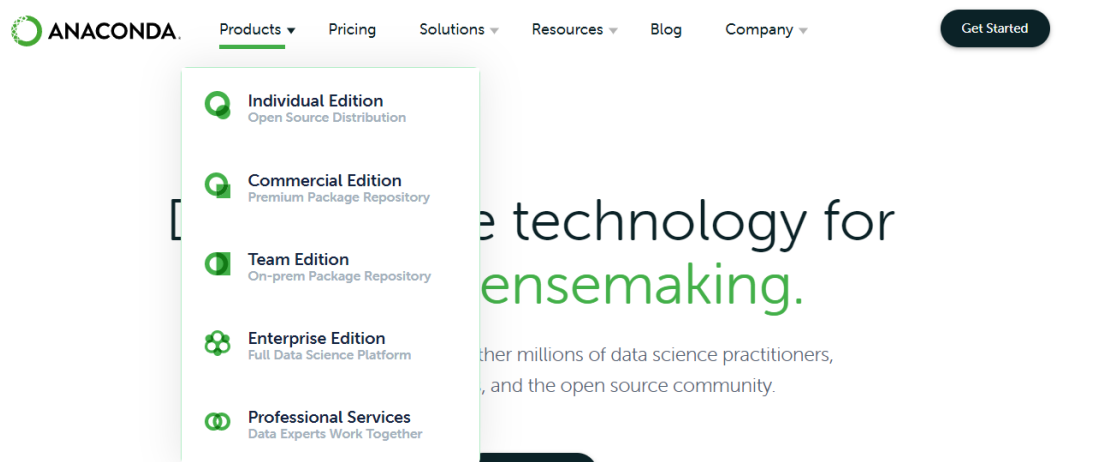 ANACONDA.
Products
Pricing
Solutions
Resources
Blog
Company
Get Started
Individual Edition
Open Source Distribution
Commercial Edition
Premium Package Repository
Team Edition
On-prem Package Repository
Enterprise Edition
Full Data Science Platform
Professional Services
Data Experts Work Together
technology for
ensemaking.
ther millions of data science practitioners,
, and the open source community.